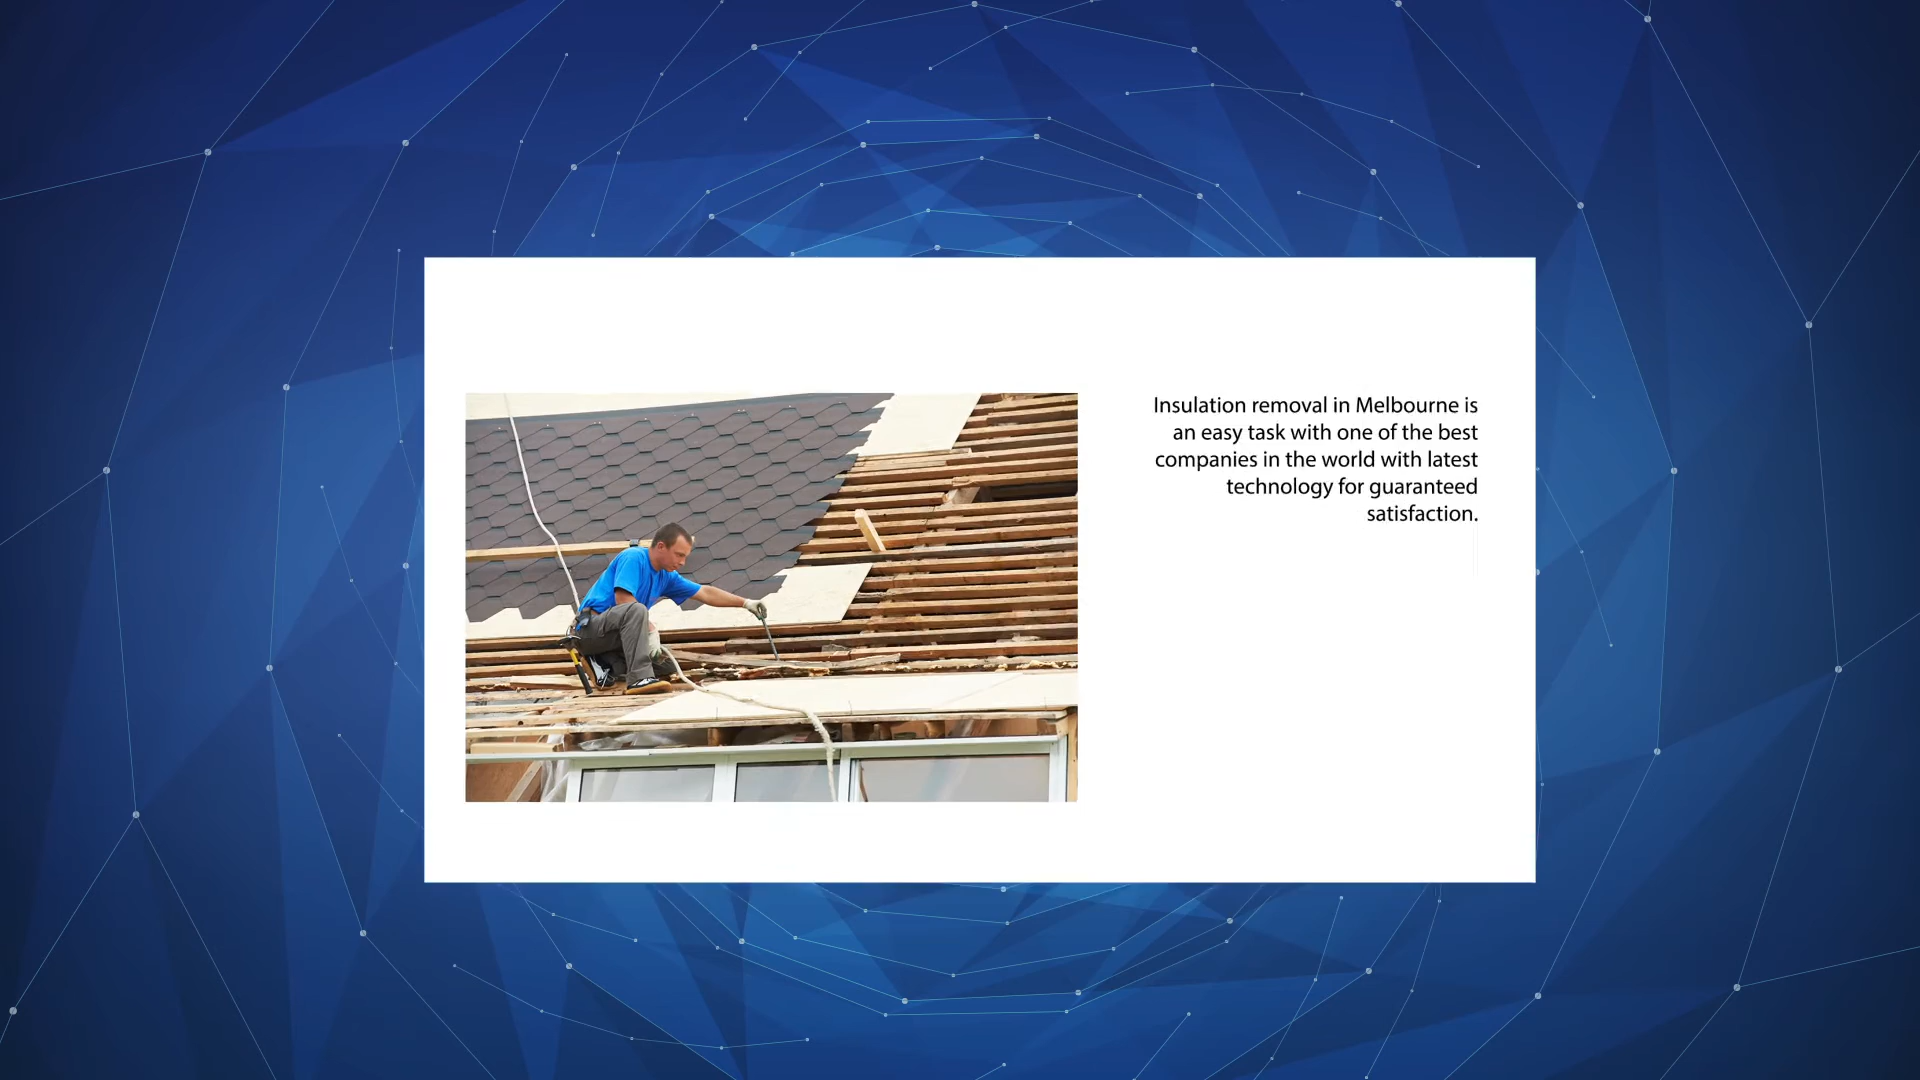 Insulation removal in Melbourne is
an easy task with one of the best
companies in the world with latest
technology for guaranteed
satisfaction.